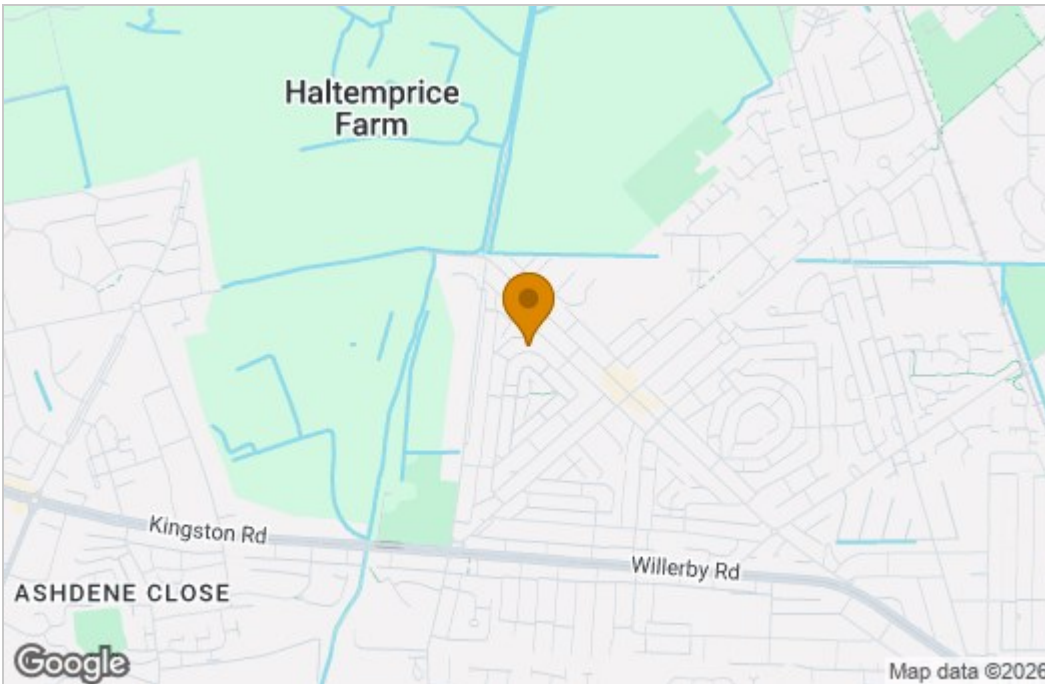 Haltemprice
Farm
Kingston Rd
Willerby Rd
ASHDENE CLOSE
Google
Map data ©2026